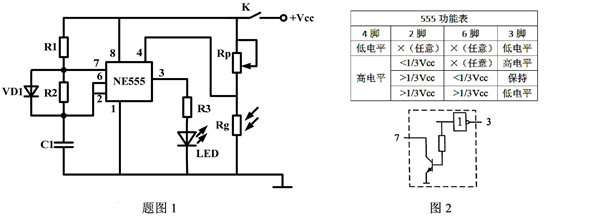 K
+Vcc
R1
8
4
Rp
7
6
2
NE555
3
VD1
R2
R3
1
Rg
C1
LED
题图 1
555 功能表
4 脚 2 脚 6 脚 3 脚
低电平 ×（任意） ×（任意） 低电平
高电平 <1/3Vcc ×（任意） 高电平
>1/3Vcc <1/3Vcc 保持
>1/3Vcc >1/3Vcc 低电平
1
3
7
图 2